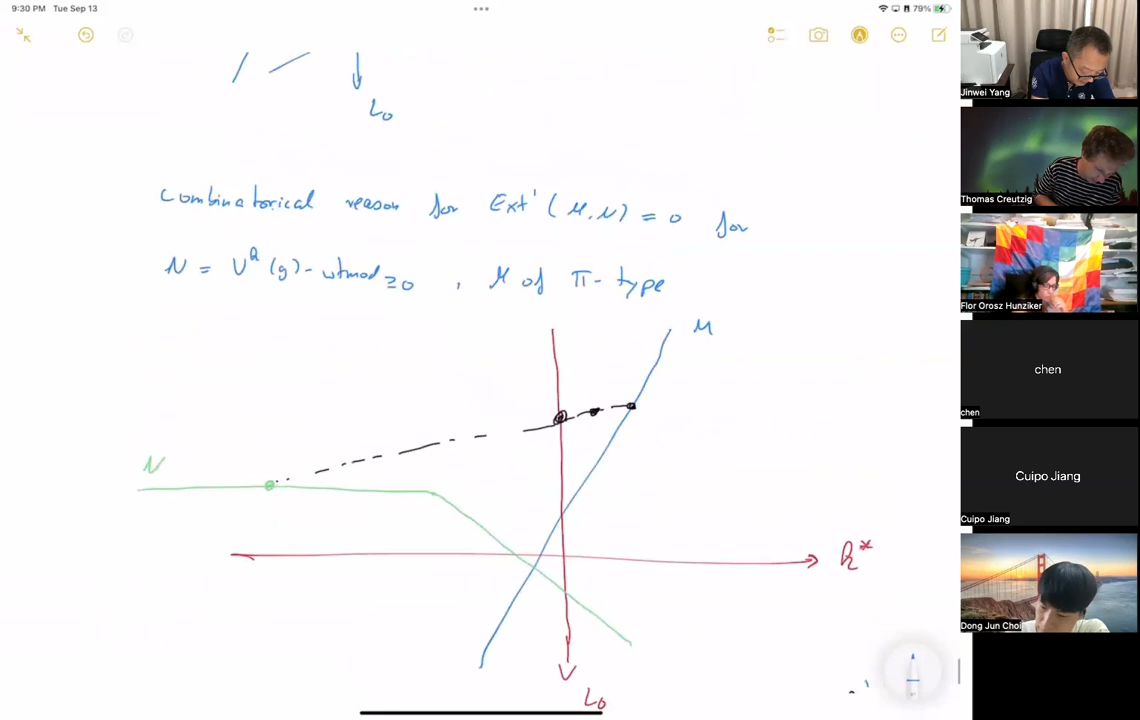 9:30 PM Tue Sep 13
79%
L₀
Combinatorical reason for Ext¹(M,N) = 0 for
N = Vᵏ(g)-wtmod≥0, M of π-type
M
N
h*
L₀
Jinwei Yang
Thomas Creutzig
Flor Orosz Hunziker
chen
chen
Cuipo Jiang
Cuipo Jiang
Dong Jun Choi